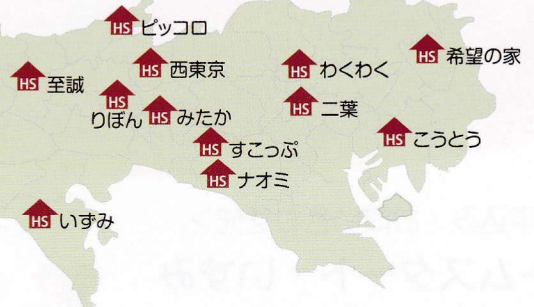 HS ピッコロ
HS 西東京
HS わくわく
HS 希望の家
HS 至誠
HS りぼん
HS みたか
HS 二葉
HS すこっぷ
HS こうとう
HS ナオミ
HS いずみ